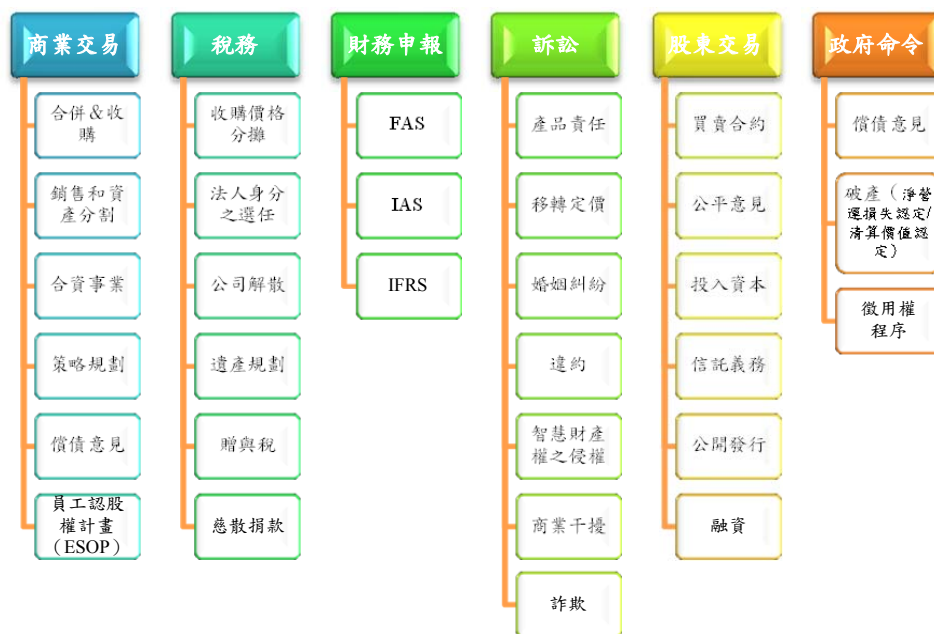 商業交易
合併＆收
購
銷售和資
產分割
合資事業
策略規劃
償債意見
員工認股
權計畫
（ESOP）
稅務
收購價格
分攤
法人身分
之選任
公司解散
遺產規劃
贈與稅
慈散捐款
財務申報
FAS
IAS
IFRS
訴訟
產品責任
移轉定價
婚姻糾紛
違約
智慧財產
權之侵權
商業干擾
詐欺
股東交易
買賣合約
公平意見
投入資本
信託義務
公開發行
融資
政府命令
償債意見
破產（淨營
運損失認定/
清算價值認
定）
徵用權
程序